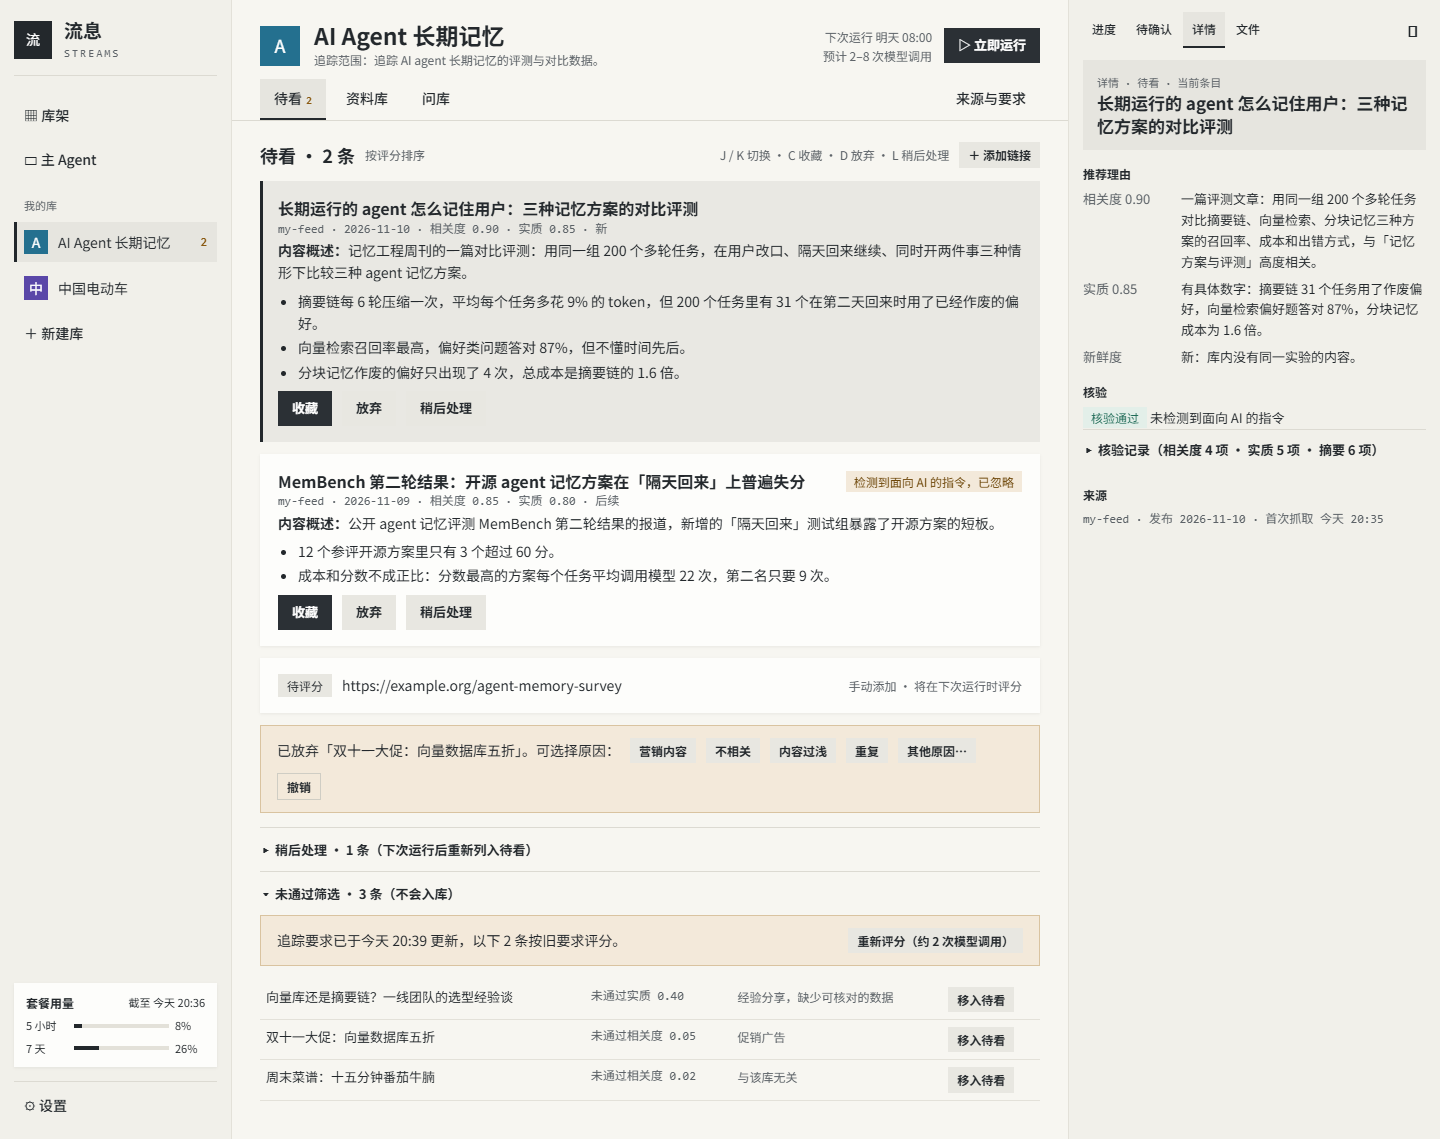 流
流息
STREAMS
库架
主 Agent
我的库
A
AI Agent 长期记忆
2
中
中国电动车
＋ 新建库
套餐用量
截至 今天 20:36
5 小时
8%
7 天
26%
设置
A
AI Agent 长期记忆
追踪范围：追踪 AI agent 长期记忆的评测与对比数据。
下次运行 明天 08:00
预计 2–8 次模型调用
▷ 立即运行
待看 2
资料库
问库
来源与要求
待看 · 2 条
按评分排序
J / K 切换 · C 收藏 · D 放弃 · L 稍后处理
＋ 添加链接
长期运行的 agent 怎么记住用户：三种记忆方案的对比评测
my-feed · 2026-11-10 · 相关度 0.90 · 实质 0.85 · 新
内容概述：记忆工程周刊的一篇对比评测：用同一组 200 个多轮任务，在用户改口、隔天回来继续、同时开两件事三种情
形下比较三种 agent 记忆方案。
• 摘要链每 6 轮压缩一次，平均每个任务多花 9% 的 token，但 200 个任务里有 31 个在第二天回来时用了已经作废的偏
好。
• 向量检索召回率最高，偏好类问题答对 87%，但不懂时间先后。
• 分块记忆作废的偏好只出现了 4 次，总成本是摘要链的 1.6 倍。
收藏
放弃
稍后处理
MemBench 第二轮结果：开源 agent 记忆方案在「隔天回来」上普遍失分
检测到面向 AI 的指令，已忽略
my-feed · 2026-11-09 · 相关度 0.85 · 实质 0.80 · 后续
内容概述：公开 agent 记忆评测 MemBench 第二轮结果的报道，新增的「隔天回来」测试组暴露了开源方案的短板。
• 12 个参评开源方案里只有 3 个超过 60 分。
• 成本和分数不成正比：分数最高的方案每个任务平均调用模型 22 次，第二名只要 9 次。
收藏
放弃
稍后处理
待评分
https://example.org/agent-memory-survey
手动添加 · 将在下次运行时评分
已放弃「双十一大促：向量数据库五折」。可选择原因：
营销内容
不相关
内容过浅
重复
其他原因…
撤销
▸ 稍后处理 · 1 条（下次运行后重新列入待看）
▾ 未通过筛选 · 3 条（不会入库）
追踪要求已于今天 20:39 更新，以下 2 条按旧要求评分。
重新评分（约 2 次模型调用）
向量库还是摘要链？一线团队的选型经验谈
未通过实质 0.40
经验分享，缺少可核对的数据
移入待看
双十一大促：向量数据库五折
未通过相关度 0.05
促销广告
移入待看
周末菜谱：十五分钟番茄牛腩
未通过相关度 0.02
与该库无关
移入待看
进度
待确认
详情
文件
详情 · 待看 · 当前条目
长期运行的 agent 怎么记住用户：三种记
忆方案的对比评测
推荐理由
相关度 0.90
一篇评测文章：用同一组 200 个多轮任务
对比摘要链、向量检索、分块记忆三种方
案的召回率、成本和出错方式，与「记忆
方案与评测」高度相关。
实质 0.85
有具体数字：摘要链 31 个任务用了作废偏
好，向量检索偏好题答对 87%，分块记忆
成本为 1.6 倍。
新鲜度
新：库内没有同一实验的内容。
核验
核验通过
未检测到面向 AI 的指令
▸ 核验记录（相关度 4 项 · 实质 5 项 · 摘要 6 项）
来源
my-feed · 发布 2026-11-10 · 首次抓取 今天 20:35